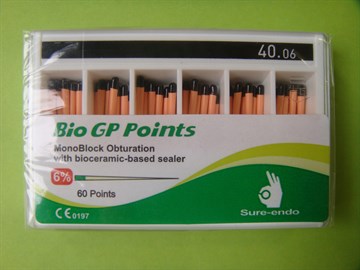 40.06
Bio GP Points
MonoBlock Obturation
with bioceramic-based sealer
6%
60 Points
CE 0197
Sure-endo